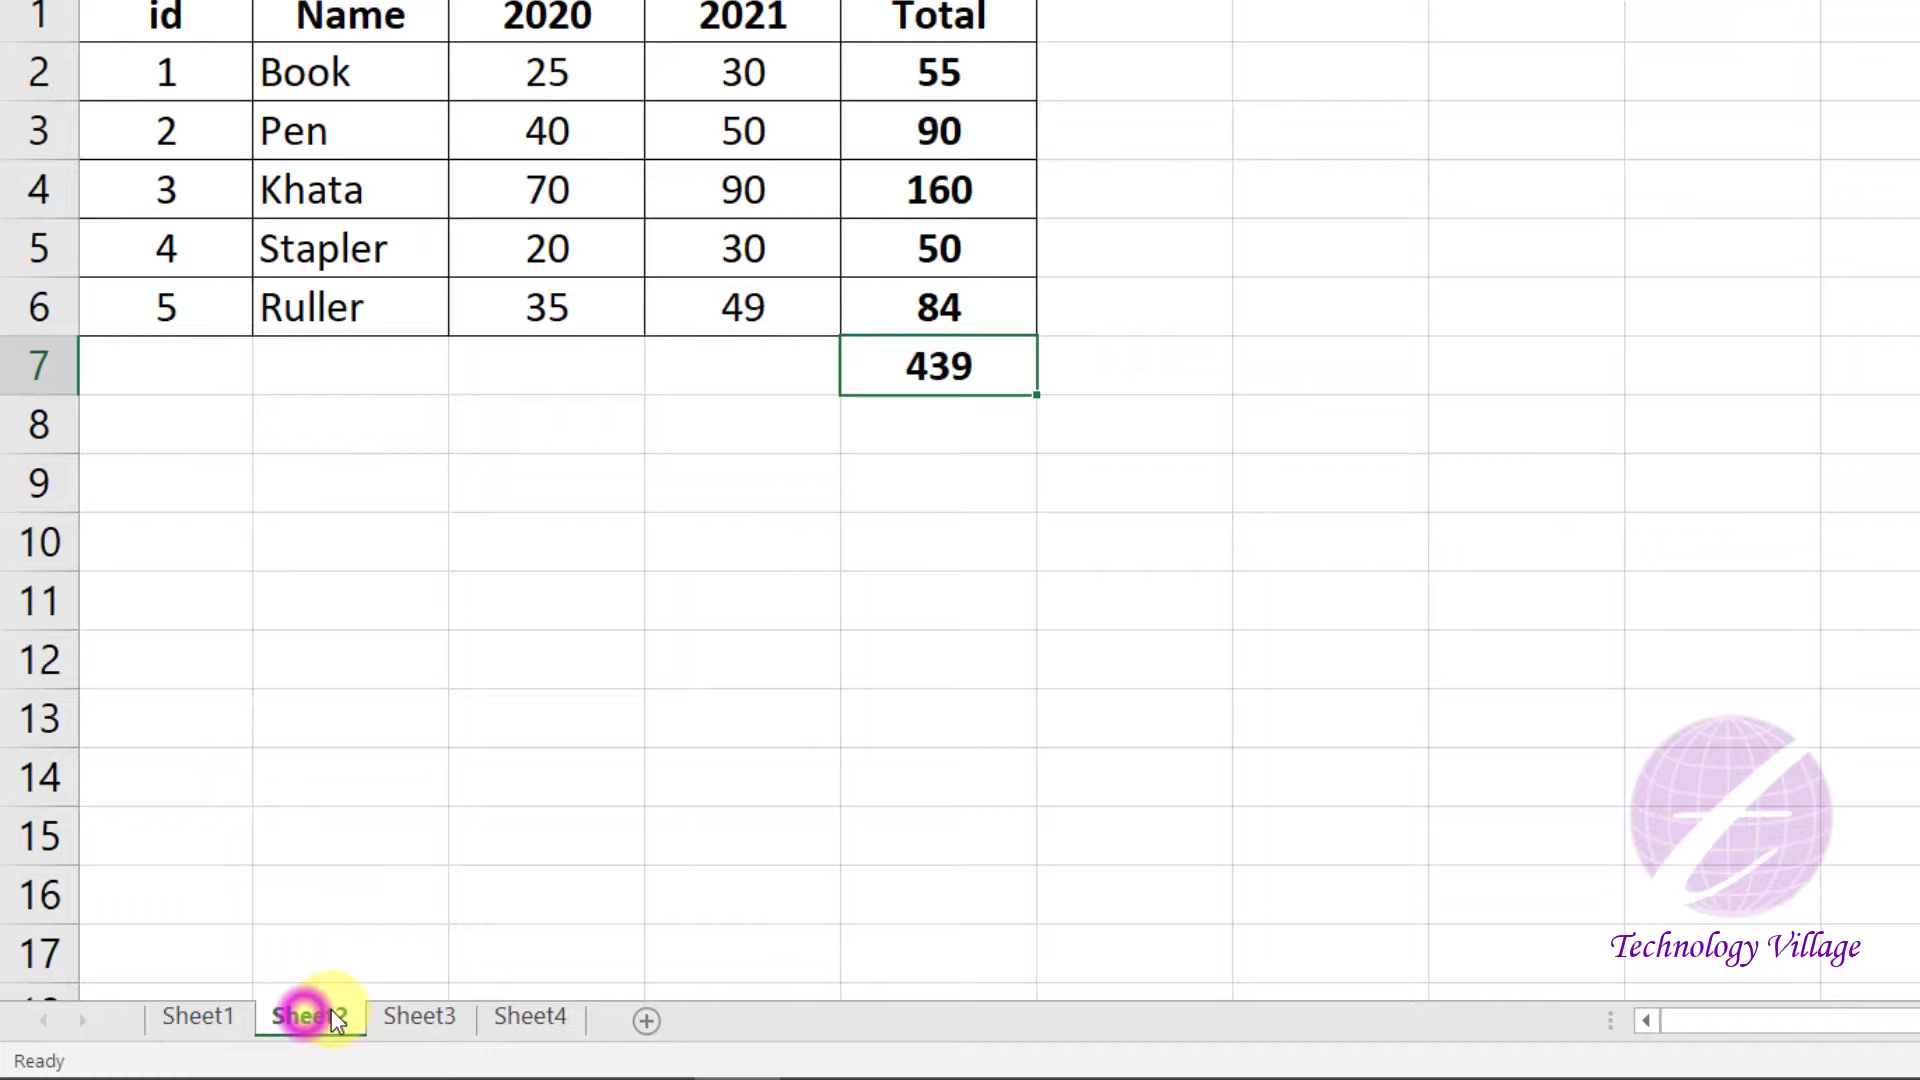 1 id Name 2020 2021 Total
2 1 Book 25 30 55
3 2 Pen 40 50 90
4 3 Khata 70 90 160
5 4 Stapler 20 30 50
6 5 Ruller 35 49 84
7 439
8
9
10
11
12
13
14
15
16
17
Technology Village
Sheet1 Sheet2 Sheet3 Sheet4
Ready